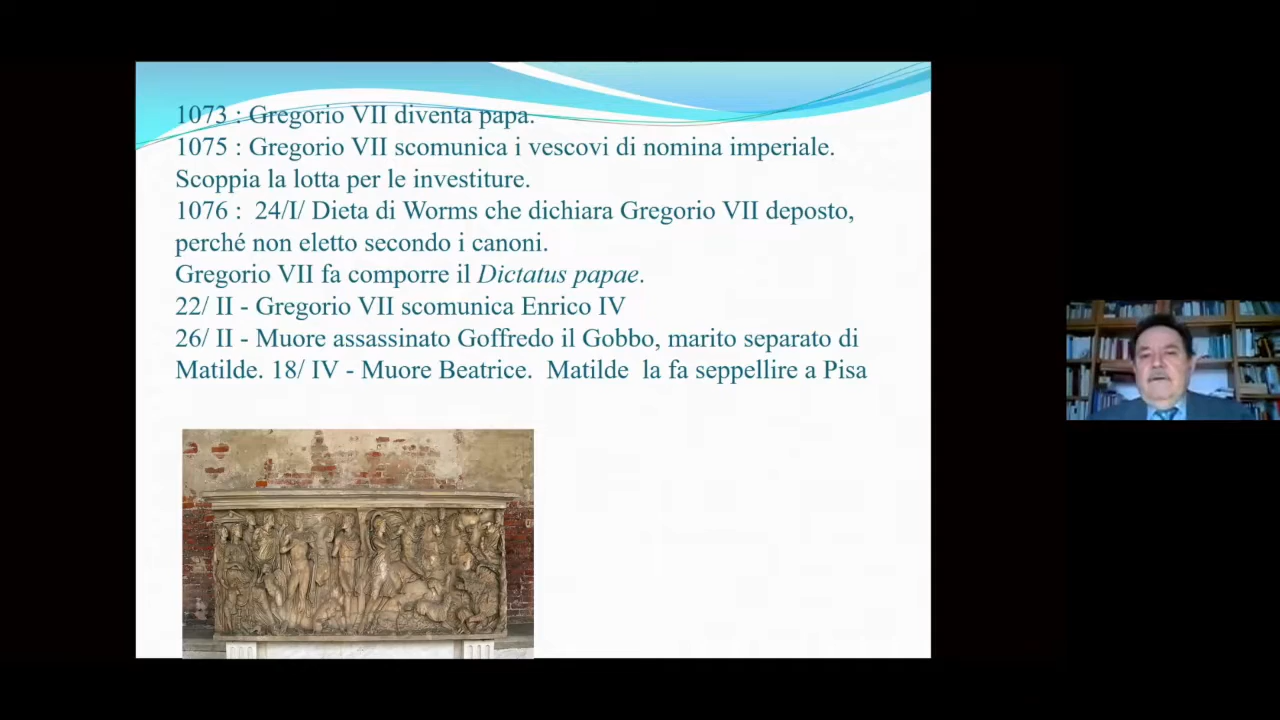 1073 : Gregorio VII diventa papa.
1075 : Gregorio VII scomunica i vescovi di nomina imperiale.
Scoppia la lotta per le investiture.
1076 :  24/I/ Dieta di Worms che dichiara Gregorio VII deposto,
perché non eletto secondo i canoni.
Gregorio VII fa comporre il Dictatus papae.
22/ II - Gregorio VII scomunica Enrico IV
26/ II - Muore assassinato Goffredo il Gobbo, marito separato di
Matilde. 18/ IV - Muore Beatrice.  Matilde  la fa seppellire a Pisa